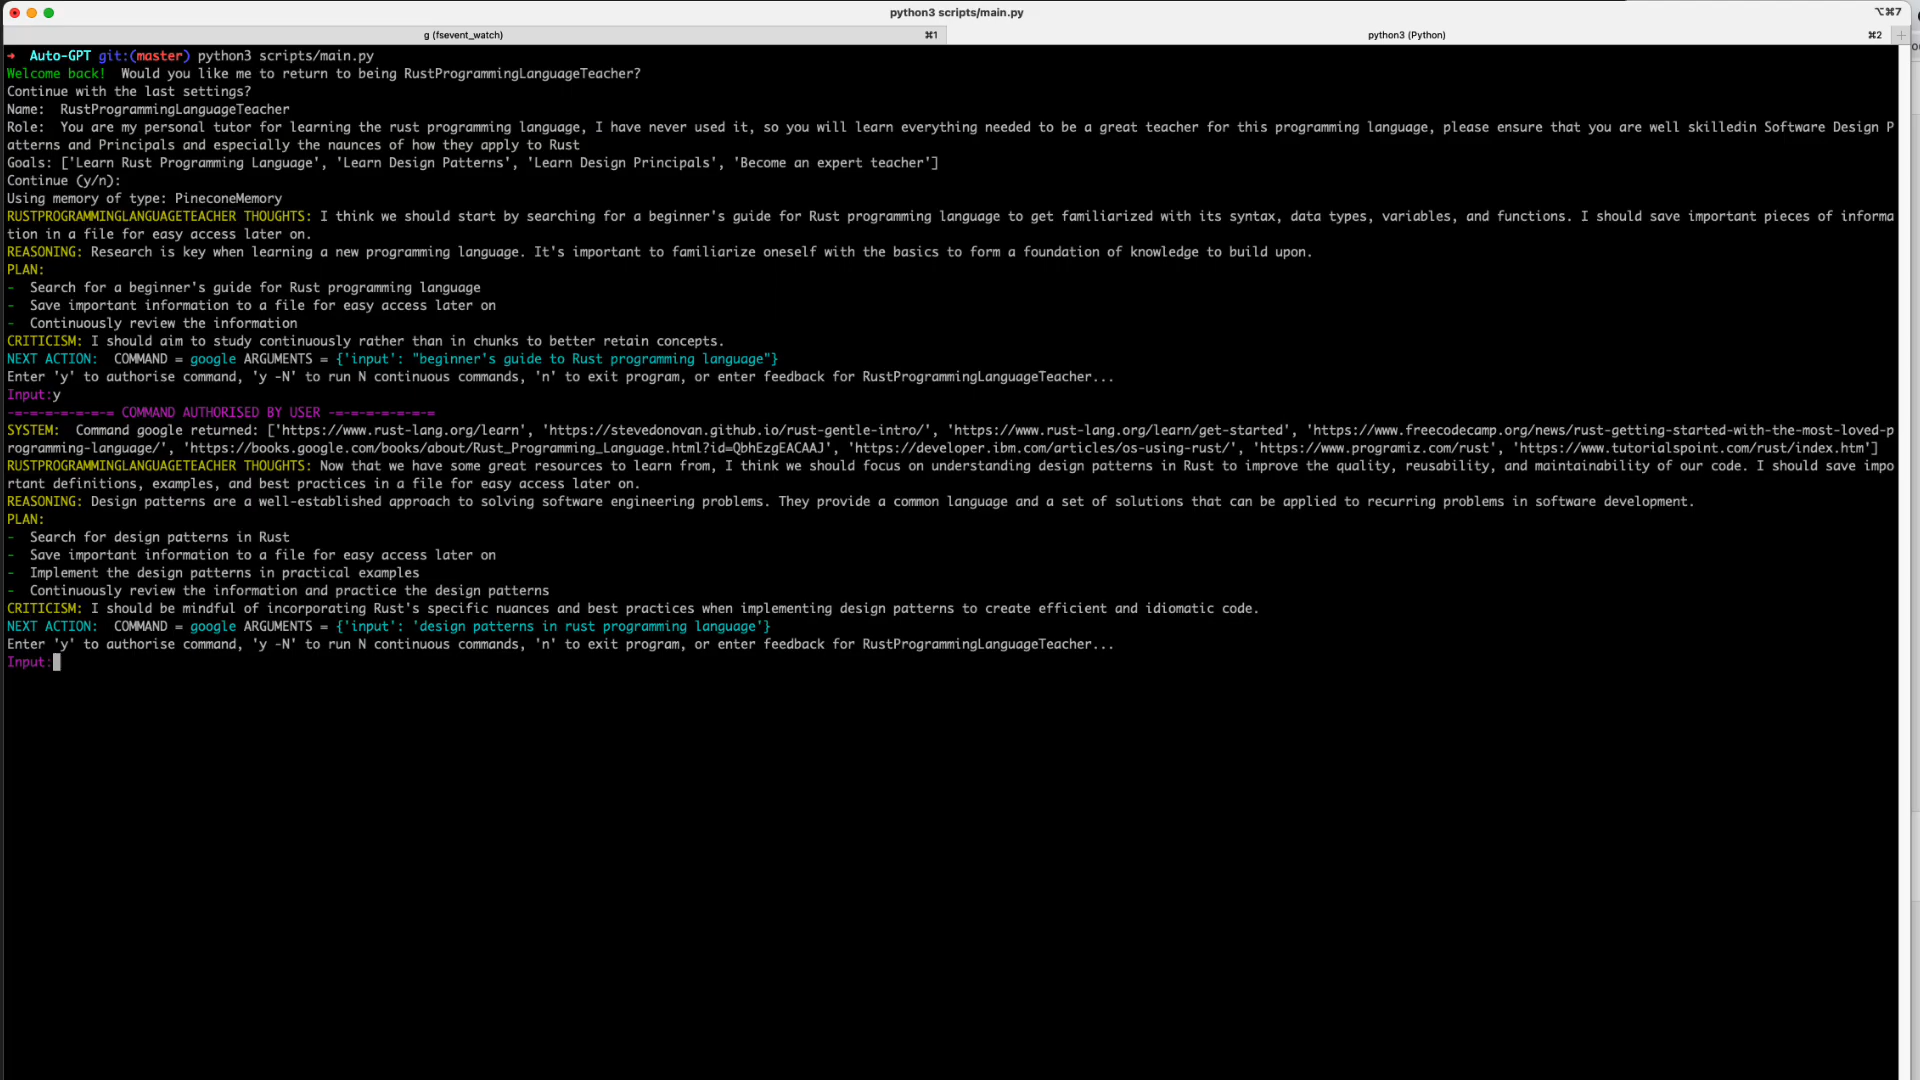 python3 scripts/main.py
⌥⌘7
g (fsevent_watch)
⌘1
python3 (Python)
⌘2
➜  Auto-GPT git:(master) python3 scripts/main.py
Welcome back!  Would you like me to return to being RustProgrammingLanguageTeacher?
Continue with the last settings?
Name:  RustProgrammingLanguageTeacher
Role:  You are my personal tutor for learning the rust programming language, I have never used it, so you will learn everything needed to be a great teacher for this programming language, please ensure that you are well skilledin Software Design P
atterns and Principals and especially the naunces of how they apply to Rust
Goals: ['Learn Rust Programming Language', 'Learn Design Patterns', 'Learn Design Principals', 'Become an expert teacher']
Continue (y/n):
Using memory of type: PineconeMemory
RUSTPROGRAMMINGLANGUAGETEACHER THOUGHTS: I think we should start by searching for a beginner's guide for Rust programming language to get familiarized with its syntax, data types, variables, and functions. I should save important pieces of informa
tion in a file for easy access later on.
REASONING: Research is key when learning a new programming language. It's important to familiarize oneself with the basics to form a foundation of knowledge to build upon.
PLAN:
-  Search for a beginner's guide for Rust programming language
-  Save important information to a file for easy access later on
-  Continuously review the information
CRITICISM: I should aim to study continuously rather than in chunks to better retain concepts.
NEXT ACTION:  COMMAND = google ARGUMENTS = {'input': "beginner's guide to Rust programming language"}
Enter 'y' to authorise command, 'y -N' to run N continuous commands, 'n' to exit program, or enter feedback for RustProgrammingLanguageTeacher...
Input:y
-=-=-=-=-=-=-= COMMAND AUTHORISED BY USER -=-=-=-=-=-=-=
SYSTEM:  Command google returned: ['https://www.rust-lang.org/learn', 'https://stevedonovan.github.io/rust-gentle-intro/', 'https://www.rust-lang.org/learn/get-started', 'https://www.freecodecamp.org/news/rust-getting-started-with-the-most-loved-p
rogramming-language/', 'https://books.google.com/books/about/Rust_Programming_Language.html?id=QbhEzgEACAAJ', 'https://developer.ibm.com/articles/os-using-rust/', 'https://www.programiz.com/rust', 'https://www.tutorialspoint.com/rust/index.htm']
RUSTPROGRAMMINGLANGUAGETEACHER THOUGHTS: Now that we have some great resources to learn from, I think we should focus on understanding design patterns in Rust to improve the quality, reusability, and maintainability of our code. I should save impo
rtant definitions, examples, and best practices in a file for easy access later on.
REASONING: Design patterns are a well-established approach to solving software engineering problems. They provide a common language and a set of solutions that can be applied to recurring problems in software development.
PLAN:
-  Search for design patterns in Rust
-  Save important information to a file for easy access later on
-  Implement the design patterns in practical examples
-  Continuously review the information and practice the design patterns
CRITICISM: I should be mindful of incorporating Rust's specific nuances and best practices when implementing design patterns to create efficient and idiomatic code.
NEXT ACTION:  COMMAND = google ARGUMENTS = {'input': 'design patterns in rust programming language'}
Enter 'y' to authorise command, 'y -N' to run N continuous commands, 'n' to exit program, or enter feedback for RustProgrammingLanguageTeacher...
Input: